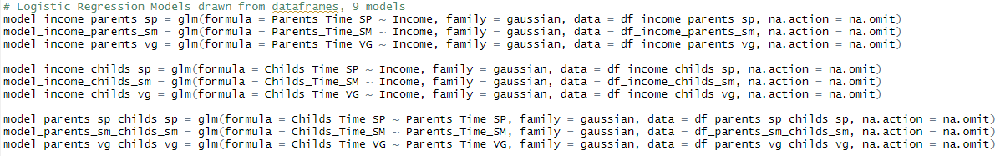 # Logistic Regression Models drawn from dataframes, 9 models
model_income_parents_sp = glm(formula = Parents_Time_SP ~ Income, family = gaussian, data = df_income_parents_sp, na.action = na.omit)
model_income_parents_sm = glm(formula = Parents_Time_SM ~ Income, family = gaussian, data = df_income_parents_sm, na.action = na.omit)
model_income_parents_vg = glm(formula = Parents_Time_VG ~ Income, family = gaussian, data = df_income_parents_vg, na.action = na.omit)
model_income_childs_sp = glm(formula = Childs_Time_SP ~ Income, family = gaussian, data = df_income_childs_sp, na.action = na.omit)
model_income_childs_sm = glm(formula = Childs_Time_SM ~ Income, family = gaussian, data = df_income_childs_sm, na.action = na.omit)
model_income_childs_vg = glm(formula = Childs_Time_VG ~ Income, family = gaussian, data = df_income_childs_vg, na.action = na.omit)
model_parents_sp_childs_sp = glm(formula = Childs_Time_SP ~ Parents_Time_SP, family = gaussian, data = df_parents_sp_childs_sp, na.action = na.omit)
model_parents_sm_childs_sm = glm(formula = Childs_Time_SM ~ Parents_Time_SM, family = gaussian, data = df_parents_sm_childs_sm, na.action = na.omit)
model_parents_vg_childs_vg = glm(formula = Childs_Time_VG ~ Parents_Time_VG, family = gaussian, data = df_parents_vg_childs_vg, na.action = na.omit)